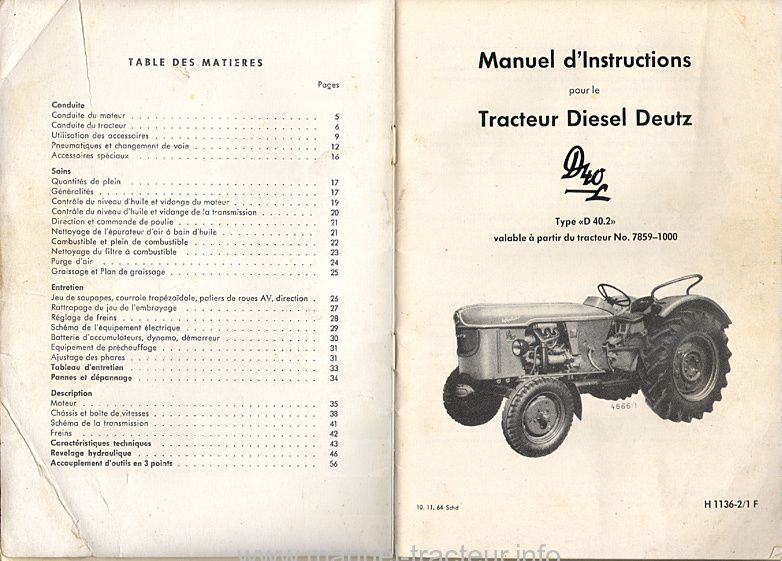 TABLE DES MATIERES
Pages
Conduite
Conduite du moteur . . . . . . . . . . 5
Conduite du tracteur . . . . . . . . . . 6
Utilisation des accessoires . . . . . . . . . . 9
Pneumatiques et changement de voie . . . . . . . . . . 12
Accessoires spéciaux . . . . . . . . . . 16
Soins
Quantités de plein . . . . . . . . . . 17
Généralités . . . . . . . . . . 17
Contrôle du niveau d'huile et vidange du moteur . . . . . . . . . . 19
Contrôle du niveau d'huile et vidange de la transmission . . . . . . . . . . 20
Direction et commande de poulie . . . . . . . . . . 21
Nettoyage de l'épurateur d'air à bain d'huile . . . . . . . . . . 21
Combustible et plein de combustible . . . . . . . . . . 22
Nettoyage du filtre à combustible . . . . . . . . . . 23
Purge d'air . . . . . . . . . . 24
Graissage et Plan de graissage . . . . . . . . . . 25
Entretien
Jeu de soupapes, courroie trapézoïdale, paliers de roues AV, direction . 26
Rattrapage du jeu de l'embrayage . . . . . . . . . . 27
Réglage de freins . . . . . . . . . . 28
Schéma de l'équipement électrique . . . . . . . . . . 29
Batterie d'accumulateurs, dynamo, démarreur . . . . . . . . . . 30
Equipement de préchauffage . . . . . . . . . . 31
Ajustage des phares . . . . . . . . . . 31
Tableau d'entretien . . . . . . . . . . 33
Pannes et dépannage . . . . . . . . . . 34
Description
Moteur . . . . . . . . . . 35
Châssis et boîte de vitesses . . . . . . . . . . 38
Schéma de la transmission . . . . . . . . . . 41
Freins . . . . . . . . . . 42
Caractéristiques techniques . . . . . . . . . . 43
Revelage hydraulique . . . . . . . . . . 46
Accouplement d'outils en 3 points . . . . . . . . . . 56
Manuel d'Instructions
pour le
Tracteur Diesel Deutz
D40
L
Type «D 40.2»
valable à partir du tracteur No. 7859–1000
4666/1
10. 11. 64 Schd
H 1136-2/1 F
www.manuel-tracteur.info